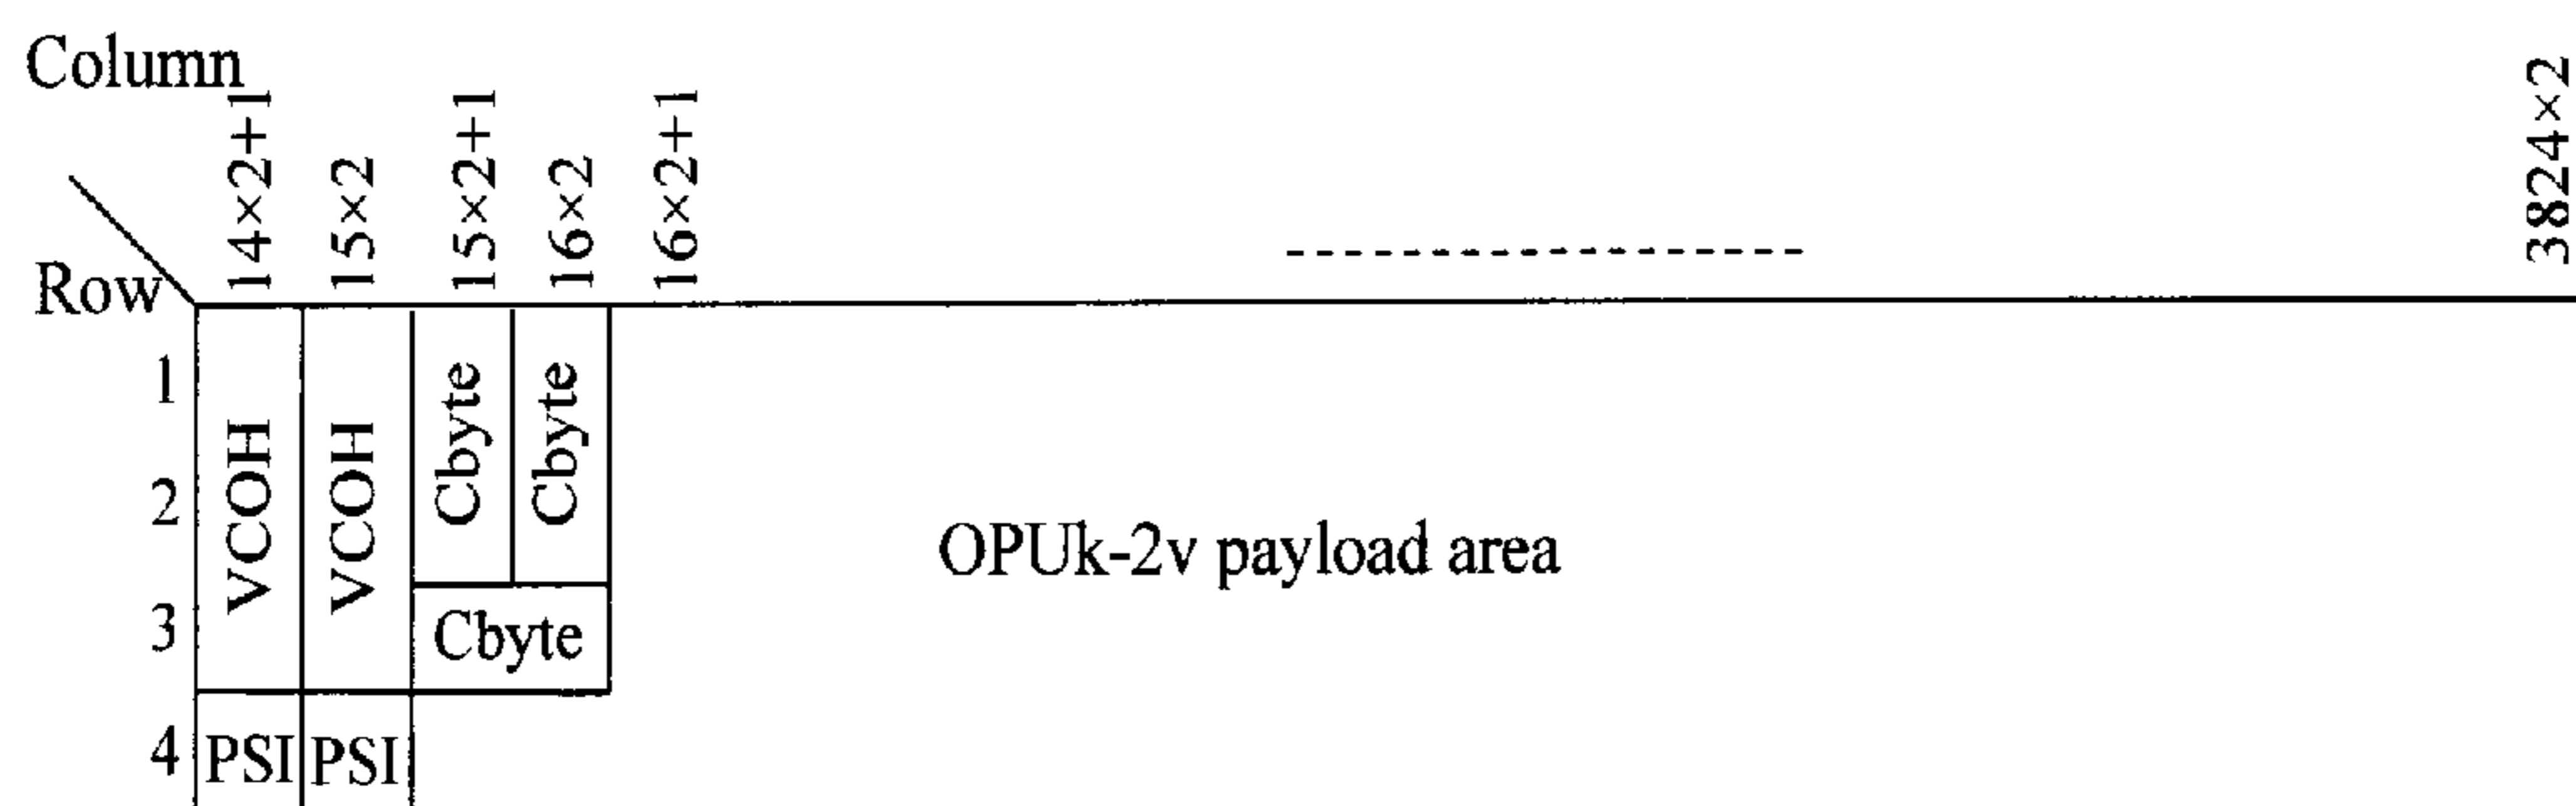 Column
14×2+1
15×2
15×2+1
16×2
16×2+1
3824×2
Row
1
2
3
4
VCOH
VCOH
Cbyte
Cbyte
Cbyte
OPUk-2v payload area
PSI
PSI